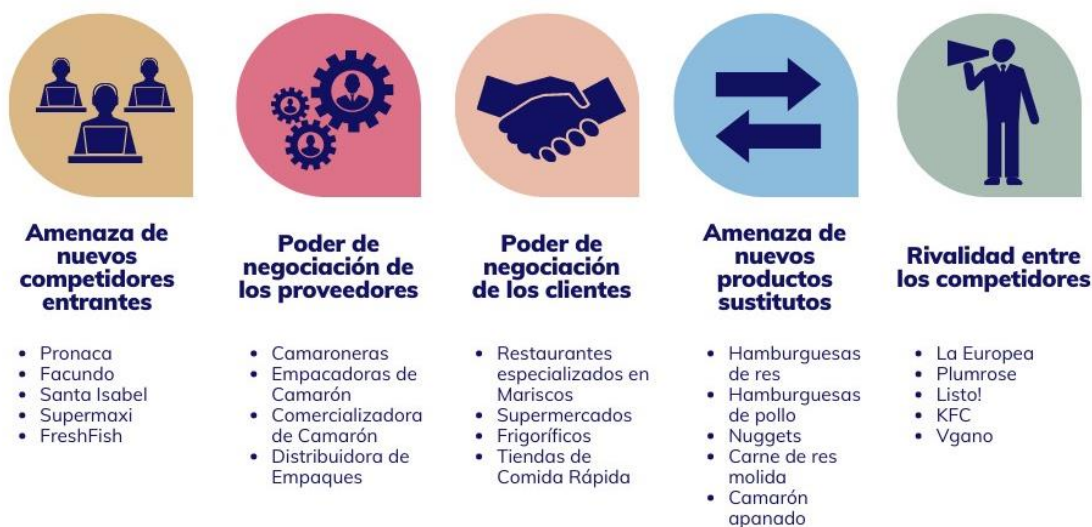 Amenaza de
nuevos
competidores
entrantes
• Pronaca
• Facundo
• Santa Isabel
• Supermaxi
• FreshFish
Poder de
negociación de
los proveedores
• Camaroneras
• Empacadoras de
Camarón
• Comercializadora
de Camarón
• Distribuidora de
Empaques
Poder de
negociación
de los clientes
• Restaurantes
especializados en
Mariscos
• Supermercados
• Frigoríficos
• Tiendas de
Comida Rápida
Amenaza de
nuevos
productos
sustitutos
• Hamburguesas
de res
• Hamburguesas
de pollo
• Nuggets
• Carne de res
molida
• Camarón
apanado
Rivalidad entre
los competidores
• La Europea
• Plumrose
• Listo!
• KFC
• Vgano